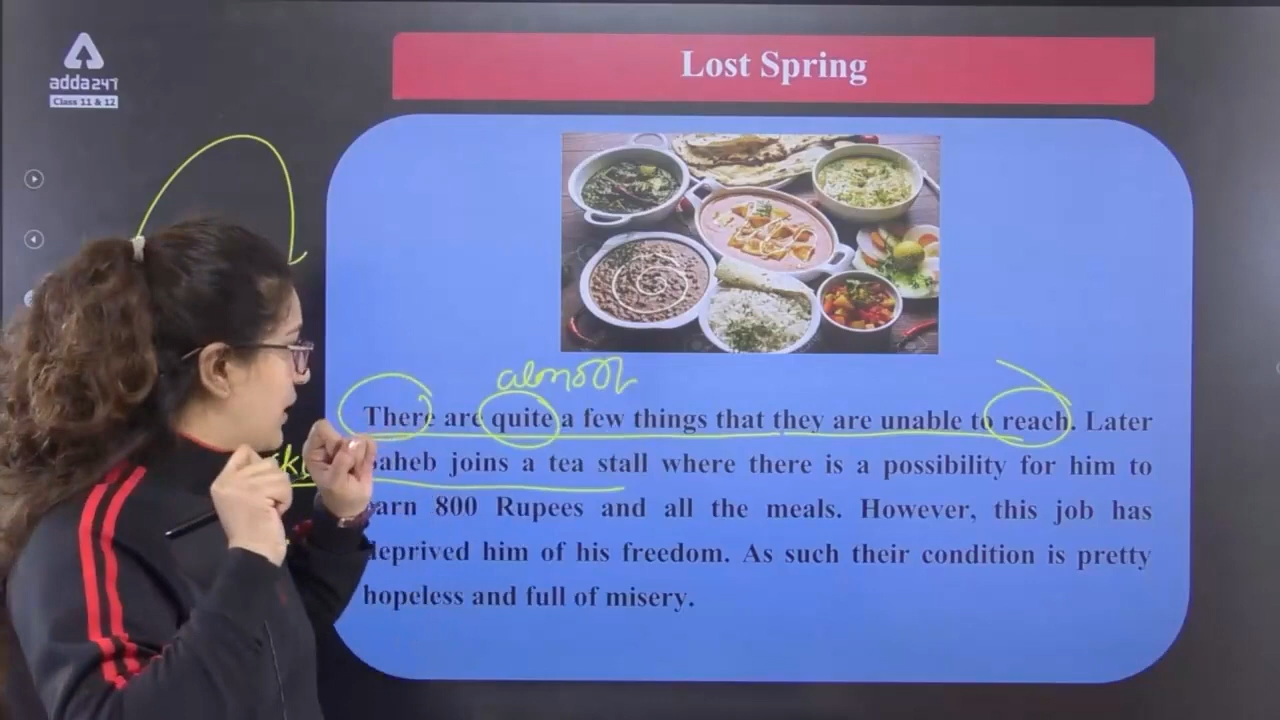 adda247
Class 11 & 12
Lost Spring
almost
There are quite a few things that they are unable to reach. Later
aheb joins a tea stall where there is a possibility for him to
arn 800 Rupees and all the meals. However, this job has
deprived him of his freedom. As such their condition is pretty
hopeless and full of misery.